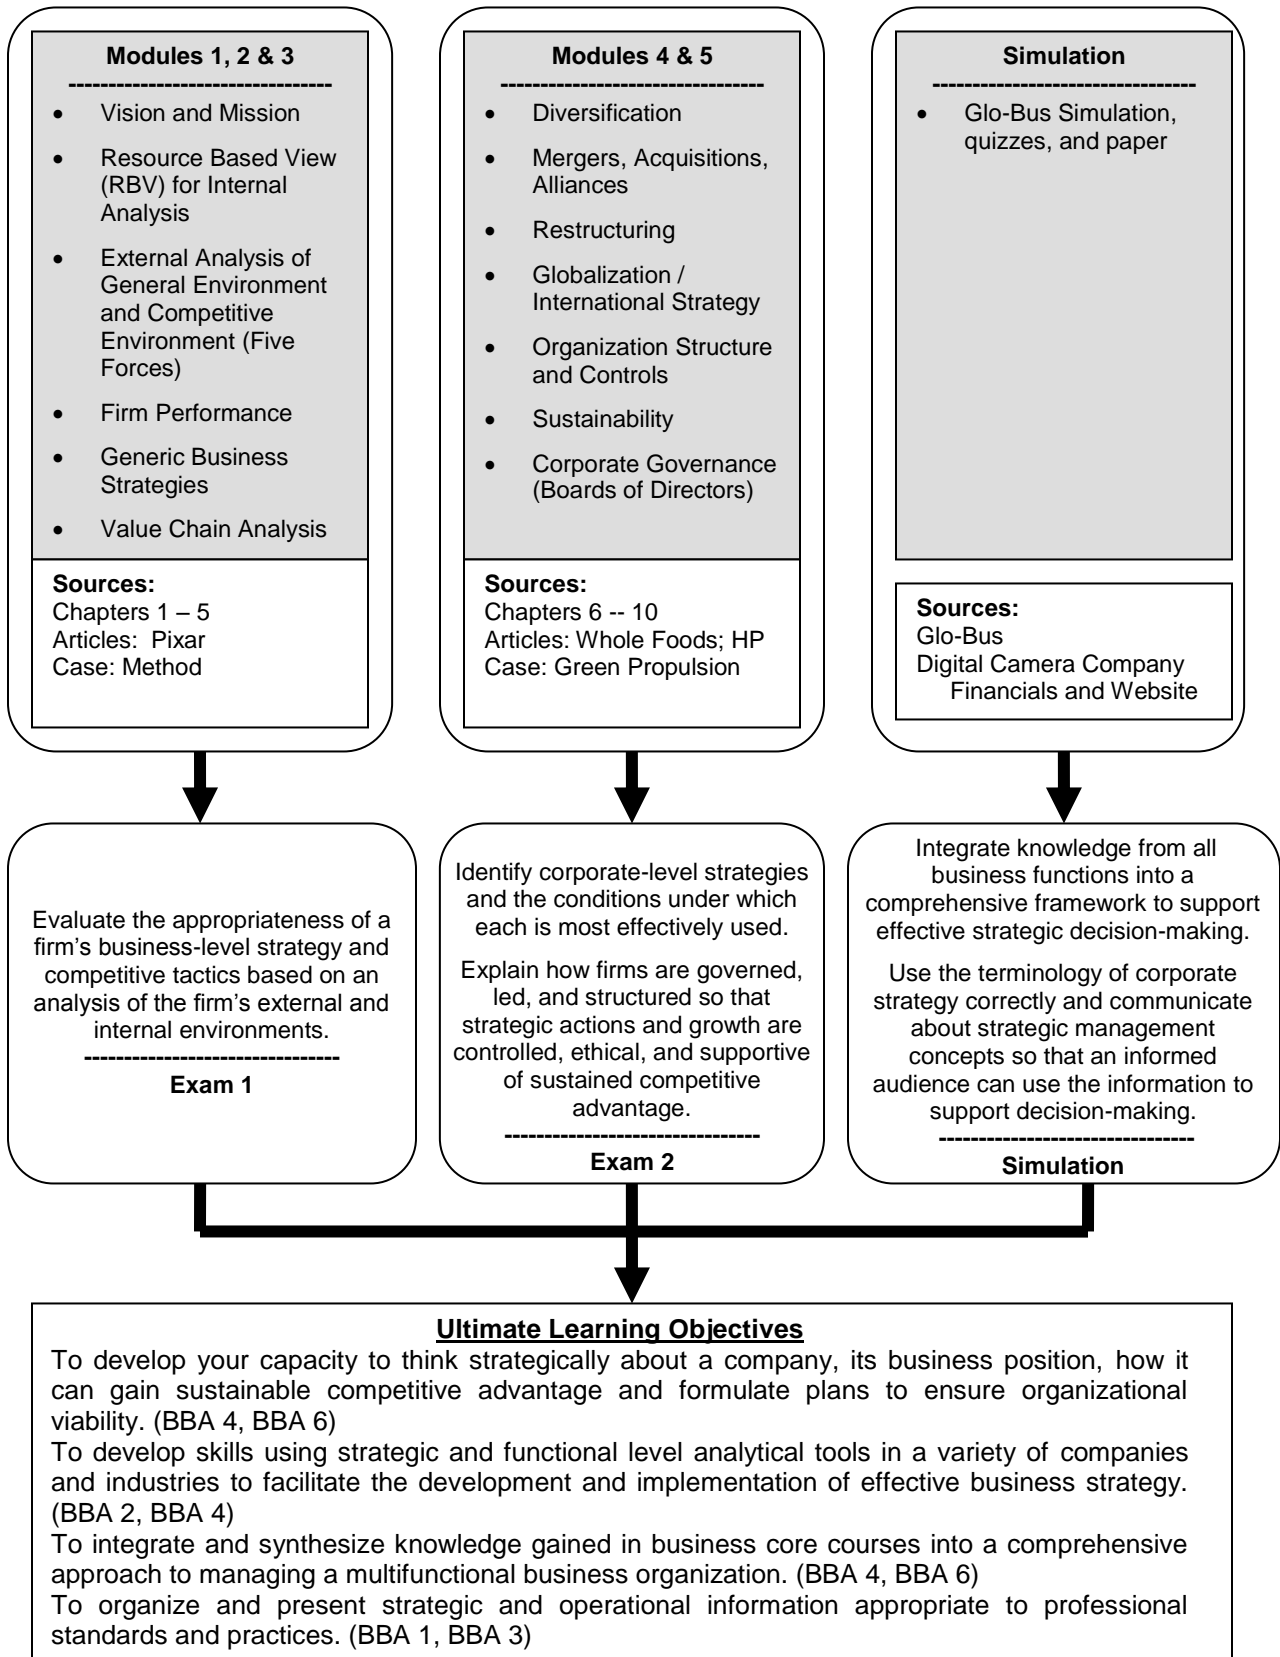 Modules 1, 2 & 3
---------------------------------
• Vision and Mission
• Resource Based View
(RBV) for Internal
Analysis
• External Analysis of
General Environment
and Competitive
Environment (Five
Forces)
• Firm Performance
• Generic Business
Strategies
• Value Chain Analysis
Sources:
Chapters 1 – 5
Articles:  Pixar
Case: Method
Modules 4 & 5
---------------------------------
• Diversification
• Mergers, Acquisitions,
Alliances
• Restructuring
• Globalization /
International Strategy
• Organization Structure
and Controls
• Sustainability
• Corporate Governance
(Boards of Directors)
Sources:
Chapters 6 -- 10
Articles: Whole Foods; HP
Case: Green Propulsion
Simulation
---------------------------------
• Glo-Bus Simulation,
quizzes, and paper
Sources:
Glo-Bus
Digital Camera Company
Financials and Website
Evaluate the appropriateness of a
firm’s business-level strategy and
competitive tactics based on an
analysis of the firm’s external and
internal environments.
--------------------------------
Exam 1
Identify corporate-level strategies
and the conditions under which
each is most effectively used.
Explain how firms are governed,
led, and structured so that
strategic actions and growth are
controlled, ethical, and supportive
of sustained competitive
advantage.
--------------------------------
Exam 2
Integrate knowledge from all
business functions into a
comprehensive framework to support
effective strategic decision-making.
Use the terminology of corporate
strategy correctly and communicate
about strategic management
concepts so that an informed
audience can use the information to
support decision-making.
--------------------------------
Simulation
Ultimate Learning Objectives
To develop your capacity to think strategically about a company, its business position, how it
can gain sustainable competitive advantage and formulate plans to ensure organizational
viability. (BBA 4, BBA 6)
To develop skills using strategic and functional level analytical tools in a variety of companies
and industries to facilitate the development and implementation of effective business strategy.
(BBA 2, BBA 4)
To integrate and synthesize knowledge gained in business core courses into a comprehensive
approach to managing a multifunctional business organization. (BBA 4, BBA 6)
To organize and present strategic and operational information appropriate to professional
standards and practices. (BBA 1, BBA 3)